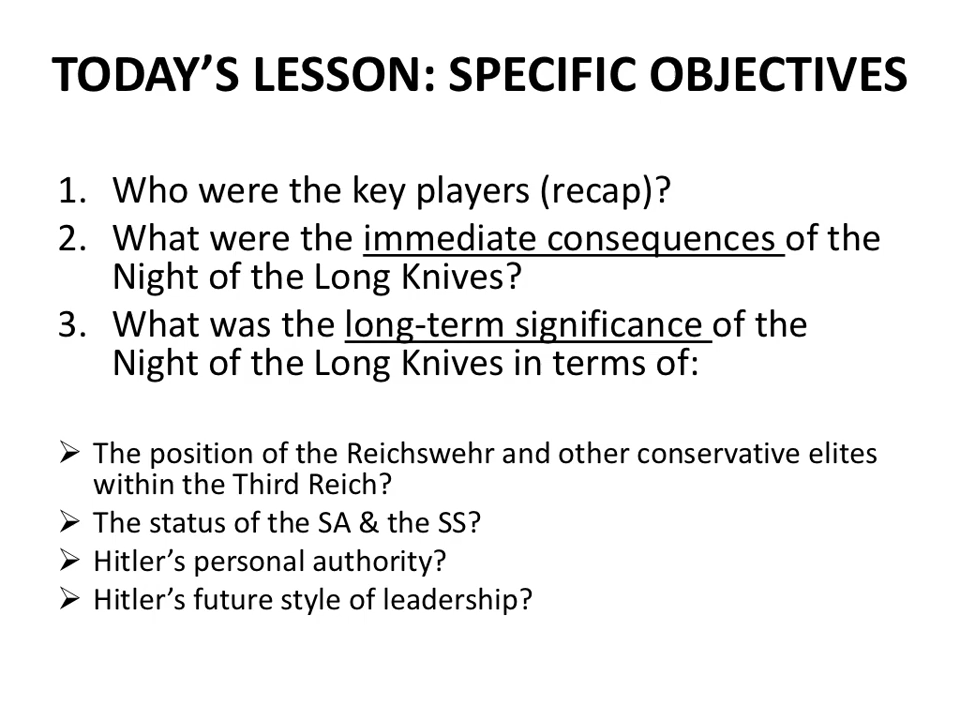 TODAY’S LESSON: SPECIFIC OBJECTIVES
1. Who were the key players (recap)?
2. What were the immediate consequences of the
Night of the Long Knives?
3. What was the long-term significance of the
Night of the Long Knives in terms of:
➢ The position of the Reichswehr and other conservative elites
within the Third Reich?
➢ The status of the SA & the SS?
➢ Hitler’s personal authority?
➢ Hitler’s future style of leadership?